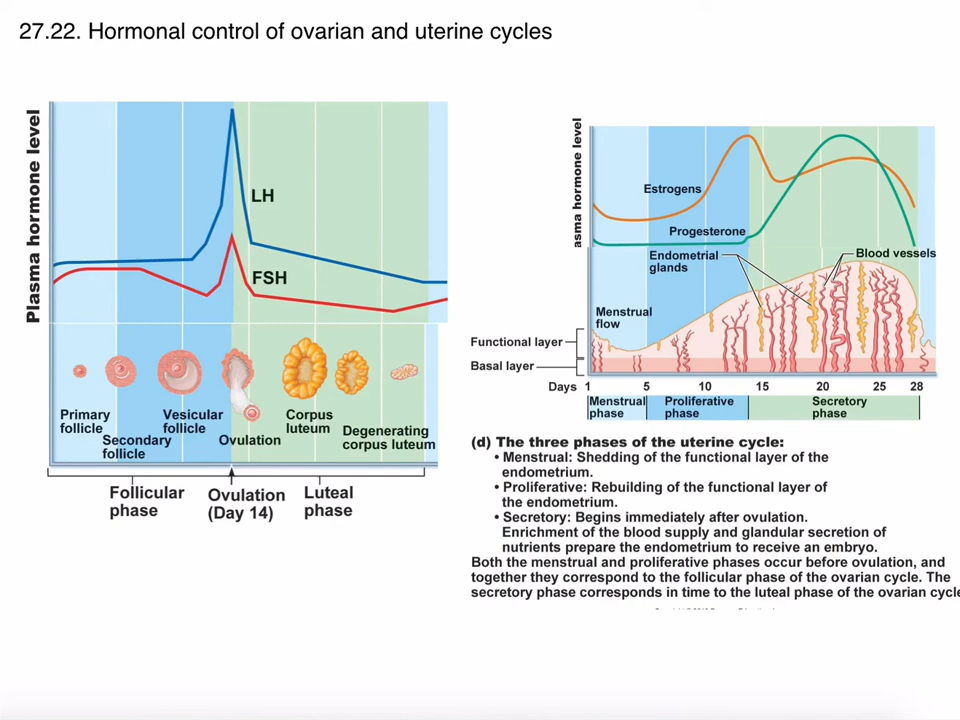 27.22. Hormonal control of ovarian and uterine cycles
Plasma hormone level
LH
FSH
Primary
follicle
Secondary
follicle
Vesicular
follicle
Ovulation
Corpus
luteum
Degenerating
corpus luteum
Follicular
phase
Ovulation
(Day 14)
Luteal
phase
asma hormone level
Estrogens
Progesterone
Endometrial
glands
Blood vessels
Menstrual
flow
Functional layer
Basal layer
Days 1 5 10 15 20 25 28
Menstrual
phase
Proliferative
phase
Secretory
phase
(d) The three phases of the uterine cycle:
• Menstrual: Shedding of the functional layer of the
endometrium.
• Proliferative: Rebuilding of the functional layer of
the endometrium.
• Secretory: Begins immediately after ovulation.
Enrichment of the blood supply and glandular secretion of
nutrients prepare the endometrium to receive an embryo.
Both the menstrual and proliferative phases occur before ovulation, and
together they correspond to the follicular phase of the ovarian cycle. The
secretory phase corresponds in time to the luteal phase of the ovarian cycle